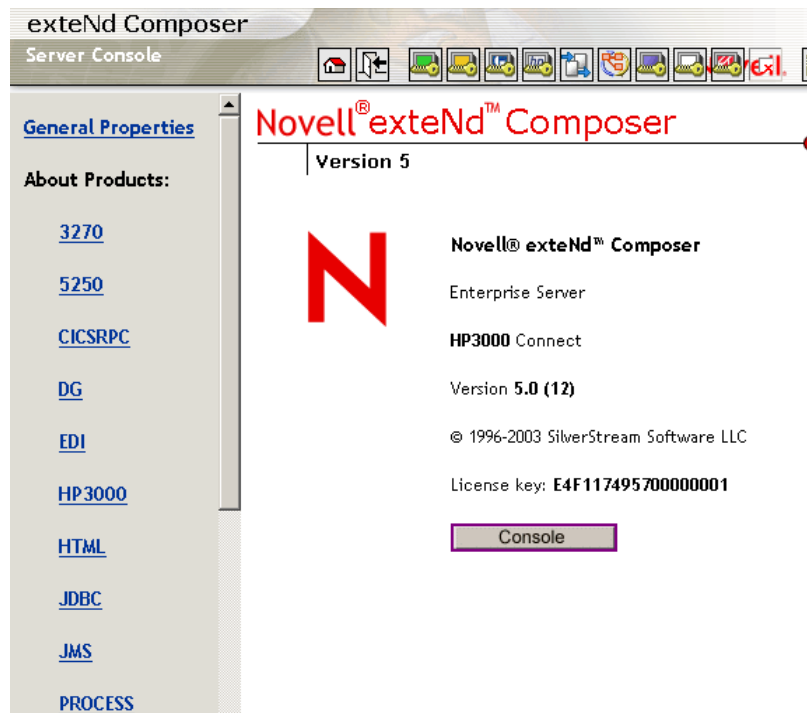 exteNd Composer
Server Console
General Properties
About Products:
3270
5250
CICSRPC
DG
EDI
HP3000
HTML
JDBC
JMS
PROCESS
Novell®exteNd™ Composer
Version 5
N
Novell® exteNd™ Composer
Enterprise Server
HP3000 Connect
Version 5.0 (12)
© 1996-2003 SilverStream Software LLC
License key: E4F117495700000001
Console